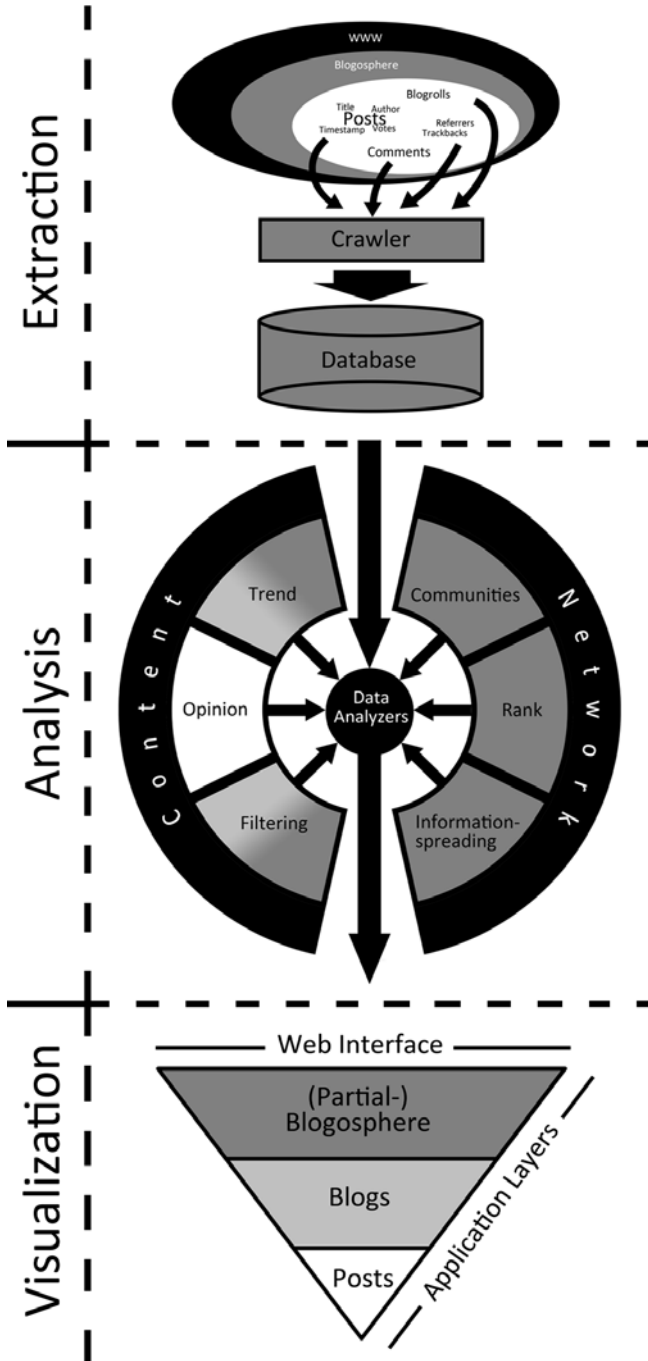 Extraction
WWW
Blogosphere
Blogrolls
Title
Author
Posts
Timestamp
Votes
Referrers
Trackbacks
Comments
Crawler
Database
Analysis
Content
Trend
Opinion
Filtering
Data
Analyzers
Network
Communities
Rank
Information-
spreading
Visualization
Web Interface
(Partial-)
Blogosphere
Blogs
Posts
Application Layers